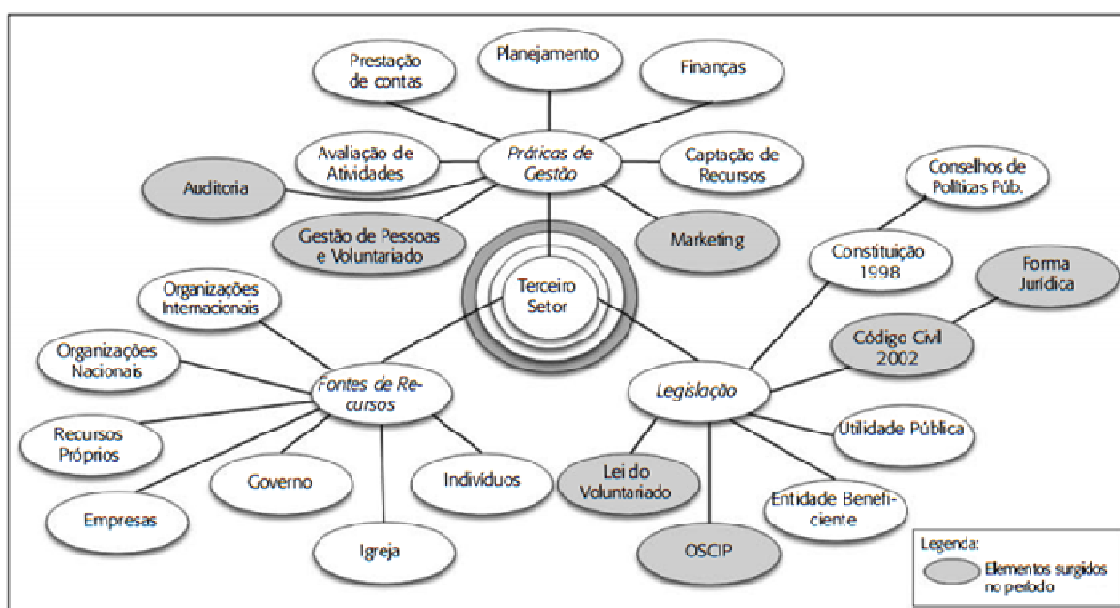 Prestação
de contas
Planejamento
Finanças
Avaliação de
Atividades
Práticas de
Gestão
Captação de
Recursos
Auditoria
Gestão de Pessoas
e Voluntariado
Marketing
Conselhos de
Políticas Púb.
Constituição
1998
Forma
Jurídica
Código Civil
2002
Terceiro
Setor
Organizações
Internacionais
Organizações
Nacionais
Recursos
Próprios
Empresas
Fontes de Re-
cursos
Governo
Igreja
Indivíduos
Legislação
Utilidade Pública
Lei do
Voluntariado
Entidade Benefi-
ciente
OSCIP
Legenda:
Elementos surgidos
no período